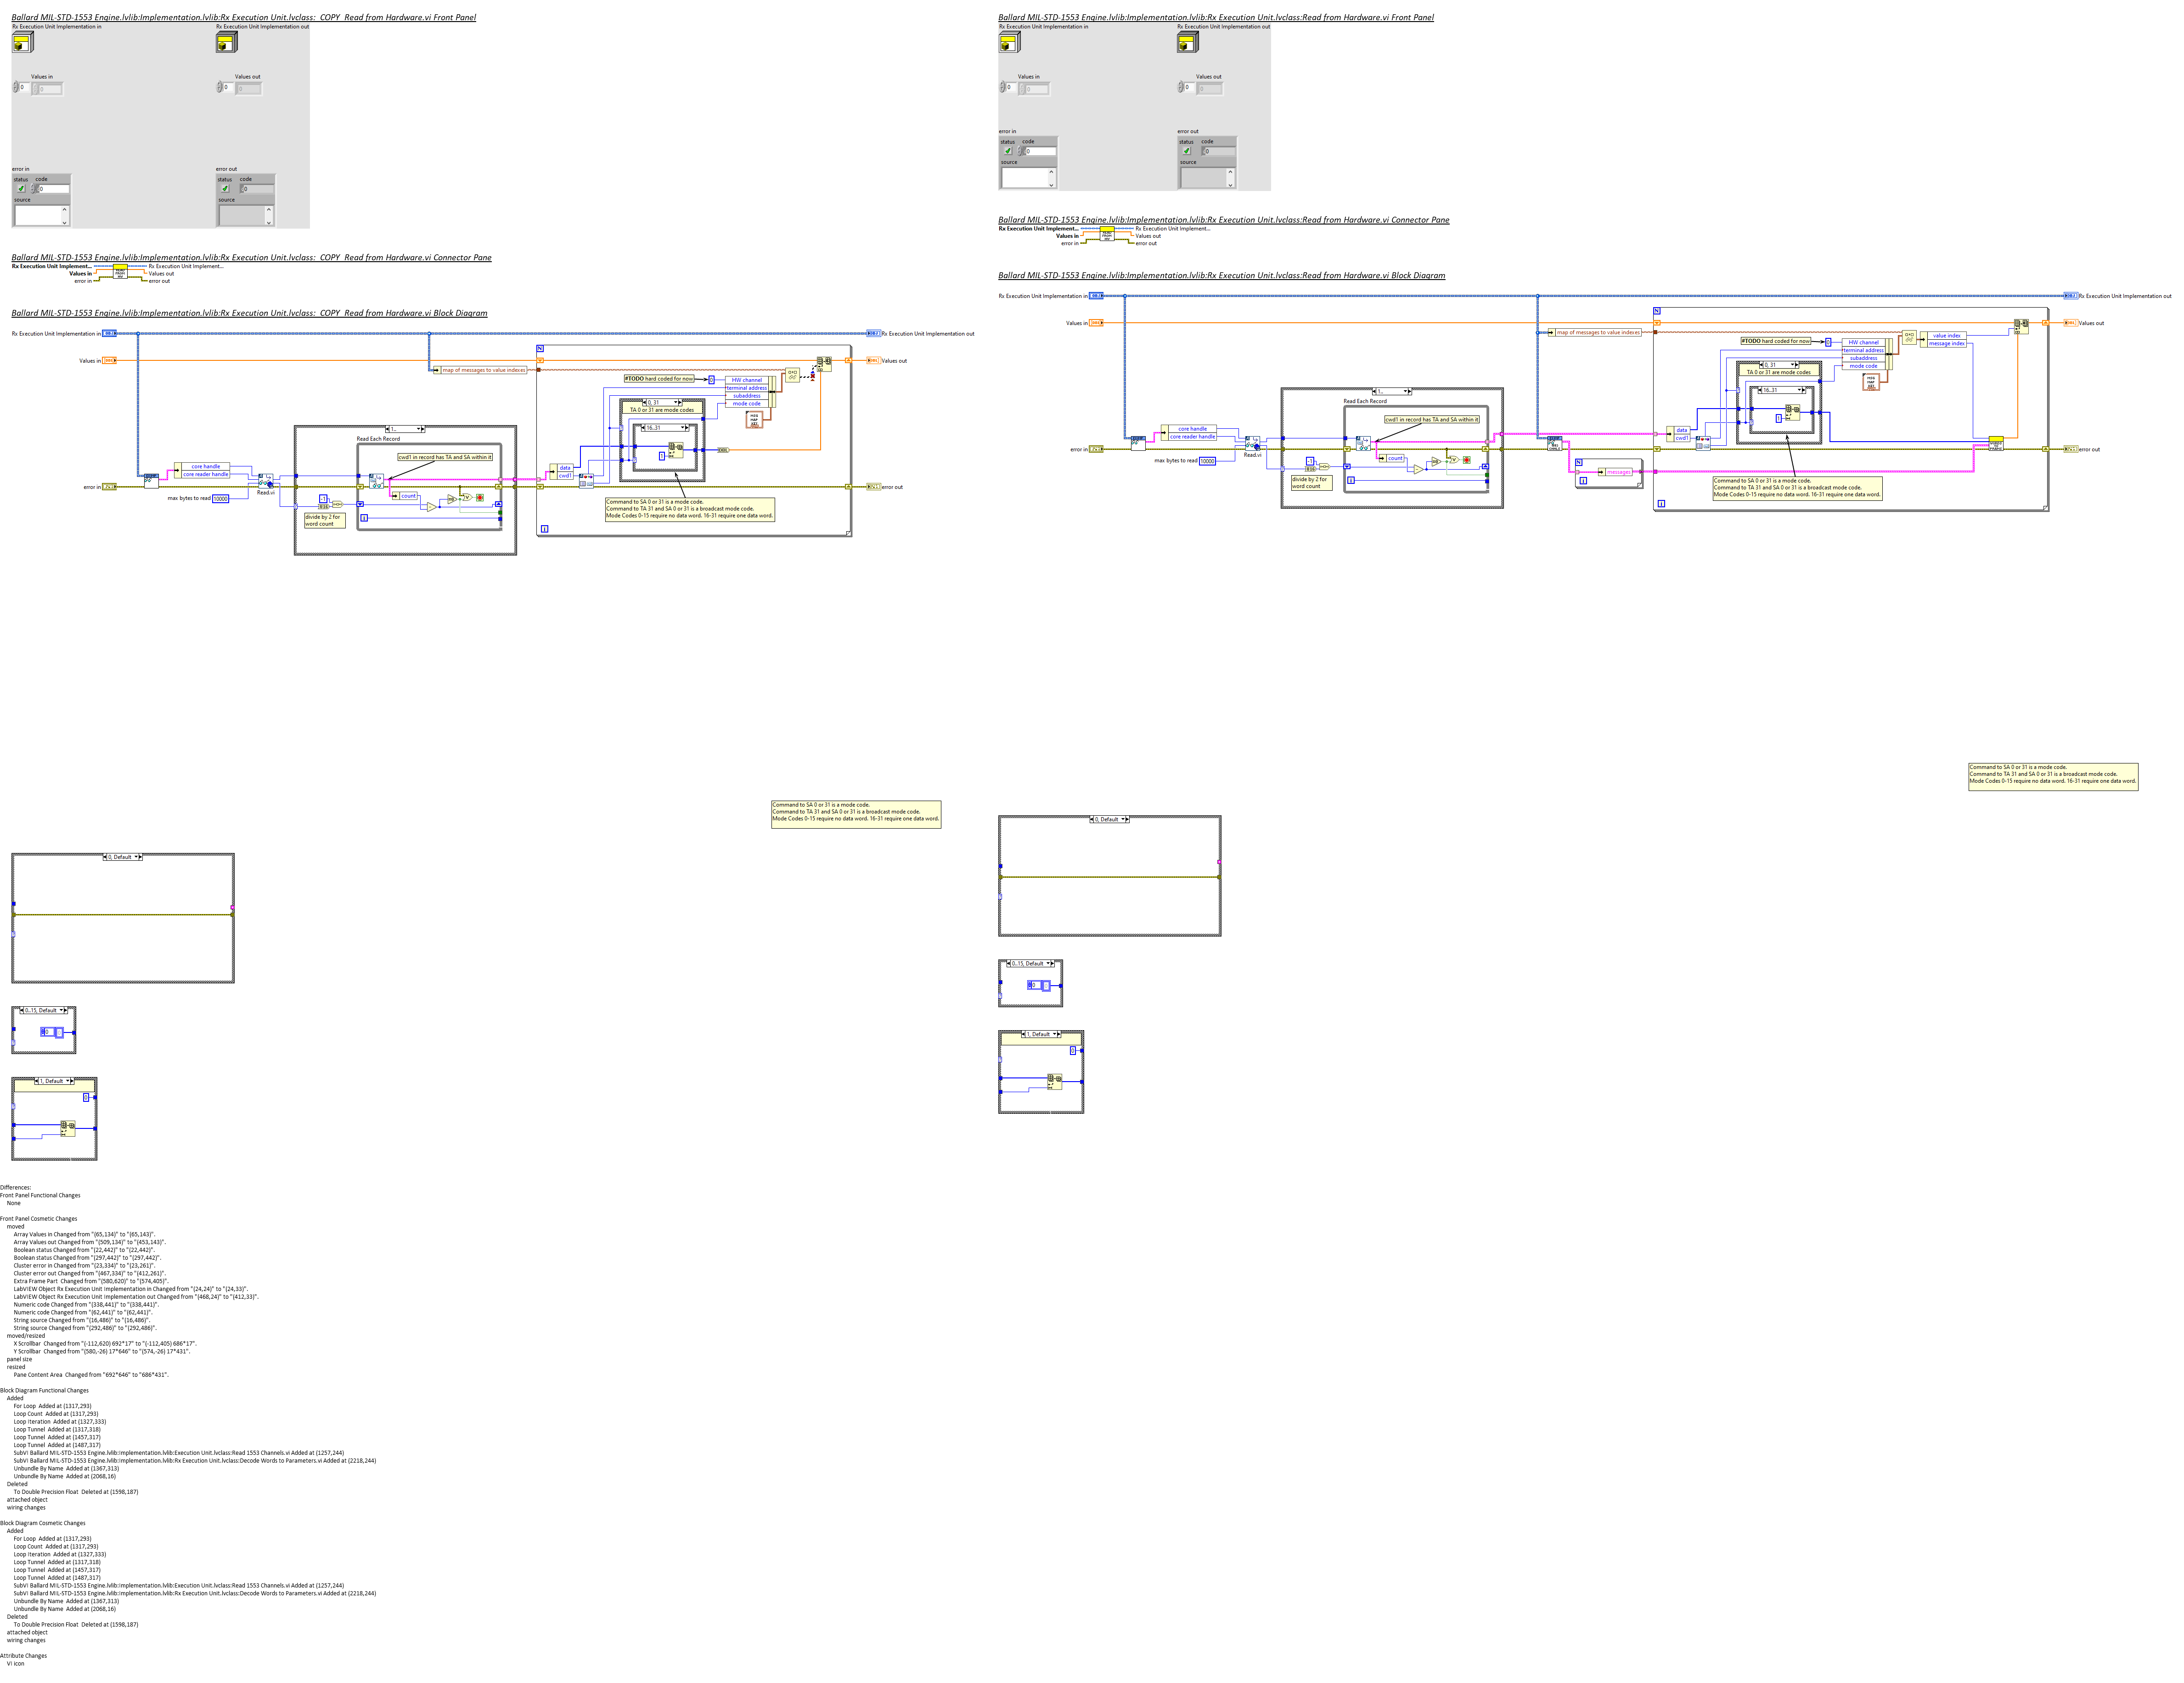 Ballard MIL-STD-1553 Engine.lvlib:Implementation.lvlib:Rx Execution Unit.lvclass:_COPY_Read from Hardware.vi Front Panel
Rx Execution Unit Implementation in
Rx Execution Unit Implementation out
Values in
Values out
0
0
0
0
error in
error out
status code
status code
0
0
source
source
Ballard MIL-STD-1553 Engine.lvlib:Implementation.lvlib:Rx Execution Unit.lvclass:_COPY_Read from Hardware.vi Connector Pane
Rx Execution Unit Implement...
Rx Execution Unit Implement...
Values in
Values out
error in
error out
Ballard MIL-STD-1553 Engine.lvlib:Implementation.lvlib:Rx Execution Unit.lvclass:_COPY_Read from Hardware.vi Block Diagram
Rx Execution Unit Implementation in
Rx Execution Unit Implementation out
Values in
Values out
N
map of messages to value indexes
#TODO hard coded for now
0
HW channel
terminal address
subaddress
mode code
0, 31
TA 0 or 31 are mode codes
16..31
1
DBL
1..
Read Each Record
cwd1 in record has TA and SA within it
core handle
core reader handle
data
cwd1
error in
max bytes to read 10000
Read.vi
count
-1
divide by 2 for
word count
i
error out
Command to SA 0 or 31 is a mode code.
Command to TA 31 and SA 0 or 31 is a broadcast mode code.
Mode Codes 0-15 require no data word. 16-31 require one data word.
i
Command to SA 0 or 31 is a mode code.
Command to TA 31 and SA 0 or 31 is a broadcast mode code.
Mode Codes 0-15 require no data word. 16-31 require one data word.
0, Default
0..15, Default
0
1, Default
0
Ballard MIL-STD-1553 Engine.lvlib:Implementation.lvlib:Rx Execution Unit.lvclass:Read from Hardware.vi Front Panel
Rx Execution Unit Implementation in
Rx Execution Unit Implementation out
Values in
Values out
0
0
0
0
error in
error out
status code
status code
0
0
source
source
Ballard MIL-STD-1553 Engine.lvlib:Implementation.lvlib:Rx Execution Unit.lvclass:Read from Hardware.vi Connector Pane
Rx Execution Unit Implement...
Rx Execution Unit Implement...
Values in
Values out
error in
error out
Ballard MIL-STD-1553 Engine.lvlib:Implementation.lvlib:Rx Execution Unit.lvclass:Read from Hardware.vi Block Diagram
Rx Execution Unit Implementation in
Rx Execution Unit Implementation out
N
Values in
Values out
map of messages to value indexes
value index
message index
#TODO hard coded for now
0
HW channel
terminal address
subaddress
mode code
0, 31
TA 0 or 31 are mode codes
16..31
1
1..
Read Each Record
cwd1 in record has TA and SA within it
core handle
core reader handle
data
cwd1
error in
max bytes to read 10000
Read.vi
count
-1
divide by 2 for
word count
i
N
messages
i
error out
Command to SA 0 or 31 is a mode code.
Command to TA 31 and SA 0 or 31 is a broadcast mode code.
Mode Codes 0-15 require no data word. 16-31 require one data word.
i
Command to SA 0 or 31 is a mode code.
Command to TA 31 and SA 0 or 31 is a broadcast mode code.
Mode Codes 0-15 require no data word. 16-31 require one data word.
0, Default
0..15, Default
0
1, Default
0
Differences:
Front Panel Functional Changes
None
Front Panel Cosmetic Changes
moved
Array Values in Changed from "(65,134)" to "(65,143)".
Array Values out Changed from "(509,134)" to "(453,143)".
Boolean status Changed from "(22,442)" to "(22,442)".
Boolean status Changed from "(297,442)" to "(297,442)".
Cluster error in Changed from "(23,334)" to "(23,261)".
Cluster error out Changed from "(467,334)" to "(412,261)".
Extra Frame Part Changed from "(580,620)" to "(574,405)".
LabVIEW Object Rx Execution Unit Implementation in Changed from "(24,24)" to "(24,33)".
LabVIEW Object Rx Execution Unit Implementation out Changed from "(468,24)" to "(412,33)".
Numeric code Changed from "(338,441)" to "(338,441)".
Numeric code Changed from "(62,441)" to "(62,441)".
String source Changed from "(16,486)" to "(16,486)".
String source Changed from "(292,486)" to "(292,486)".
moved/resized
X Scrollbar Changed from "(-112,620) 692*17" to "(-112,405) 686*17".
Y Scrollbar Changed from "(580,-26) 17*646" to "(574,-26) 17*431".
panel size
resized
Pane Content Area Changed from "692*646" to "686*431".
Block Diagram Functional Changes
Added
For Loop Added at (1317,293)
Loop Count Added at (1317,293)
Loop Iteration Added at (1327,333)
Loop Tunnel Added at (1317,318)
Loop Tunnel Added at (1457,317)
Loop Tunnel Added at (1487,317)
SubVI Ballard MIL-STD-1553 Engine.lvlib:Implementation.lvlib:Execution Unit.lvclass:Read 1553 Channels.vi Added at (1257,244)
SubVI Ballard MIL-STD-1553 Engine.lvlib:Implementation.lvlib:Rx Execution Unit.lvclass:Decode Words to Parameters.vi Added at (2218,244)
Unbundle By Name Added at (1367,313)
Unbundle By Name Added at (2068,16)
Deleted
To Double Precision Float Deleted at (1598,187)
attached object
wiring changes
Block Diagram Cosmetic Changes
Added
For Loop Added at (1317,293)
Loop Count Added at (1317,293)
Loop Iteration Added at (1327,333)
Loop Tunnel Added at (1317,318)
Loop Tunnel Added at (1457,317)
Loop Tunnel Added at (1487,317)
SubVI Ballard MIL-STD-1553 Engine.lvlib:Implementation.lvlib:Execution Unit.lvclass:Read 1553 Channels.vi Added at (1257,244)
SubVI Ballard MIL-STD-1553 Engine.lvlib:Implementation.lvlib:Rx Execution Unit.lvclass:Decode Words to Parameters.vi Added at (2218,244)
Unbundle By Name Added at (1367,313)
Unbundle By Name Added at (2068,16)
Deleted
To Double Precision Float Deleted at (1598,187)
attached object
wiring changes
Attribute Changes
VI icon